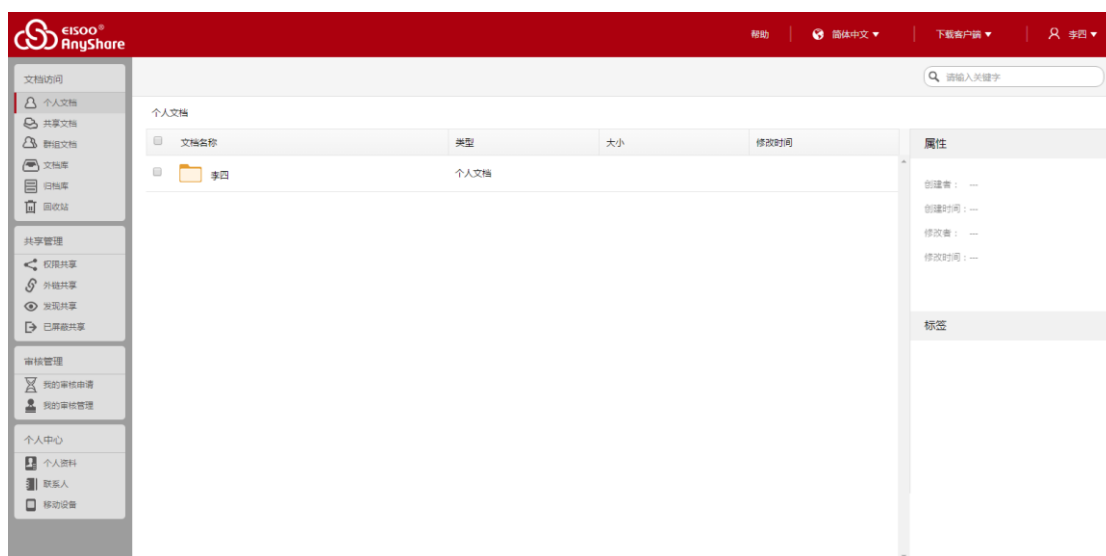 EISOO®
AnyShare
帮助
简体中文
下载客户端
李四
文档访问
个人文档
共享文档
群组文档
文档库
归档库
回收站
共享管理
权限共享
外链共享
发现共享
已屏蔽共享
审核管理
我的审核申请
我的审核管理
个人中心
个人资料
联系人
移动设备
请输入关键字
个人文档
文档名称 类型 大小 修改时间
李四 个人文档
属性
创建者： ---
创建时间：---
修改者： ---
修改时间：---
标签